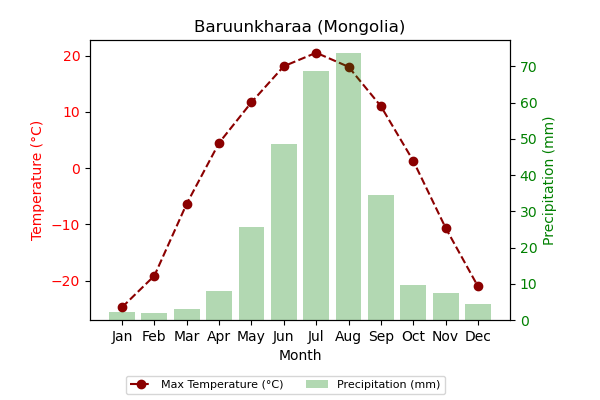 Baruunkharaa (Mongolia)
Temperature (°C)
20
10
0
−10
−20
70
60
50
40
30
20
10
0
Precipitation (mm)
Jan Feb Mar Apr May Jun Jul Aug Sep Oct Nov Dec
Month
Max Temperature (°C) Precipitation (mm)